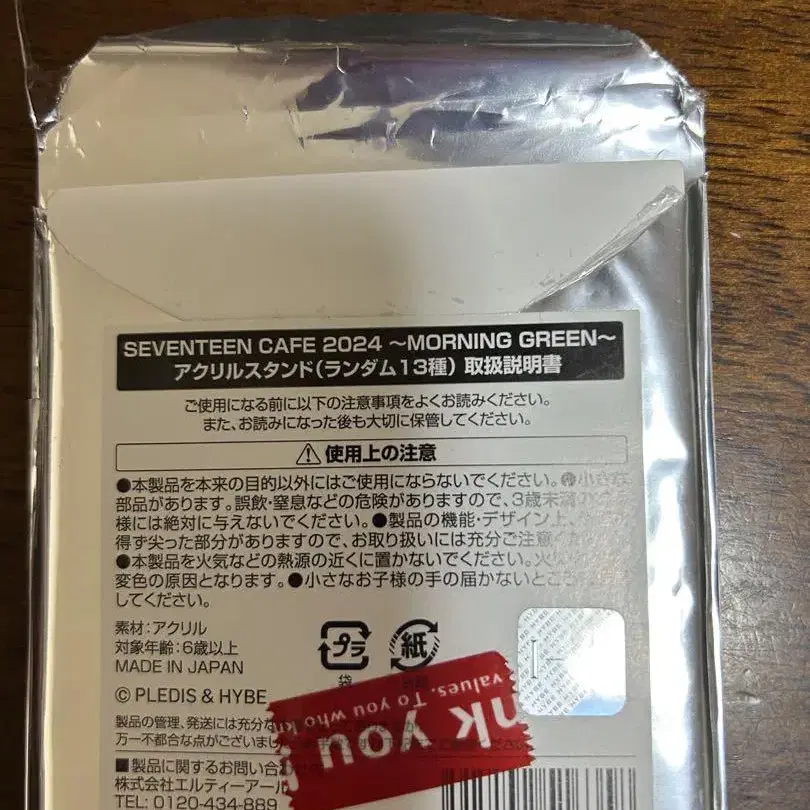 SEVENTEEN CAFE 2024 ～MORNING GREEN～
アクリルスタンド(ランダム13種) 取扱説明書
ご使用になる前に以下の注意事項をよくお読みください。
また、お読みになった後も大切に保管してください。
使用上の注意
●本製品を本来の目的以外にはご使用にならないでください。●小さな
部品があります。誤飲・窒息などの危険がありますので、3歳未満
様には絶対に与えないでください。●製品の機能・デザイン上、
得ず尖った部分がありますので、お取り扱いには充分ご注意
●本製品を火気などの熱源の近くに置かないでください。
変色の原因となります。●小さなお子様の手の届かないところ
してください。
素材：アクリル
対象年齢：6歳以上
MADE IN JAPAN
プラ
袋
紙
© PLEDIS & HYBE
values. To you who
nk you
製品の管理、発送には充分
万一不都合な点がございまし
■製品に関するお問い合
株式会社エルティーアール
TEL: 0120-434-889